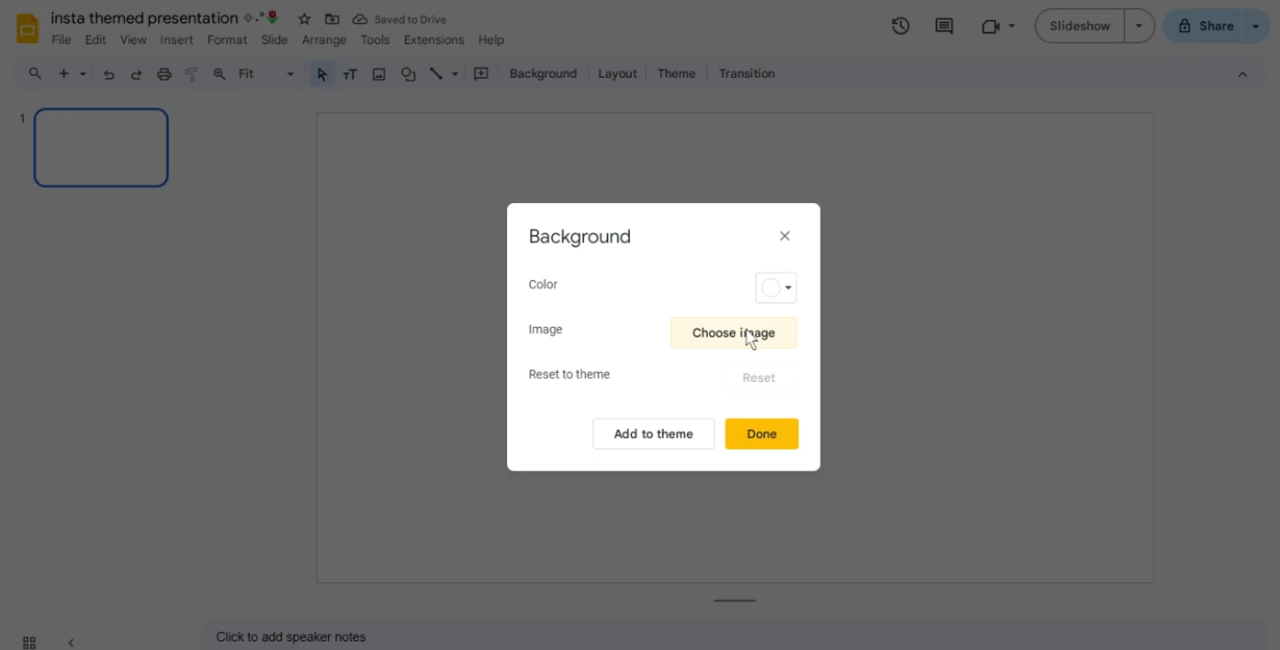 insta themed presentation ✧.*🌷
Saved to Drive
File Edit View Insert Format Slide Arrange Tools Extensions Help
Slideshow
Share
Fit
Background Layout Theme Transition
1
Background
Color
Image
Choose image
Reset to theme
Reset
Add to theme
Done
Click to add speaker notes